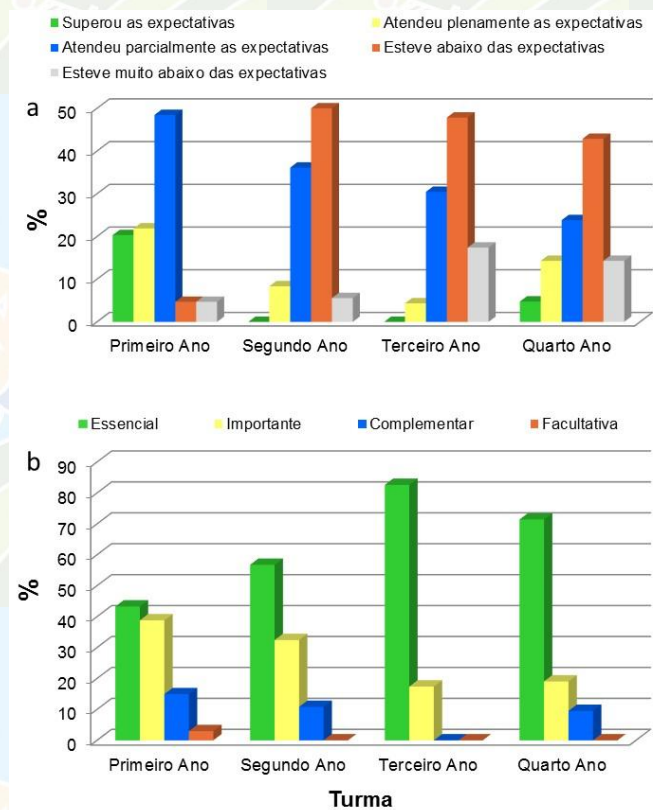 Superou as expectativas Atendeu plenamente as expectativas
Atendeu parcialmente as expectativas Esteve abaixo das expectativas
Esteve muito abaixo das expectativas
a
50
40
30
20
10
0
%
Primeiro Ano Segundo Ano Terceiro Ano Quarto Ano
Essencial Importante Complementar Facultativa
b
90
80
70
60
50
40
30
20
10
0
%
Primeiro Ano Segundo Ano Terceiro Ano Quarto Ano
Turma